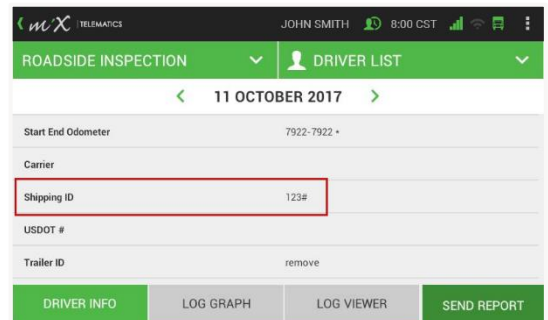 miX TELEMATICS JOHN SMITH 8:00 CST
ROADSIDE INSPECTION DRIVER LIST
11 OCTOBER 2017
Start End Odometer 7922-7922 •
Carrier
Shipping ID 123#
USDOT #
Trailer ID remove
DRIVER INFO LOG GRAPH LOG VIEWER SEND REPORT